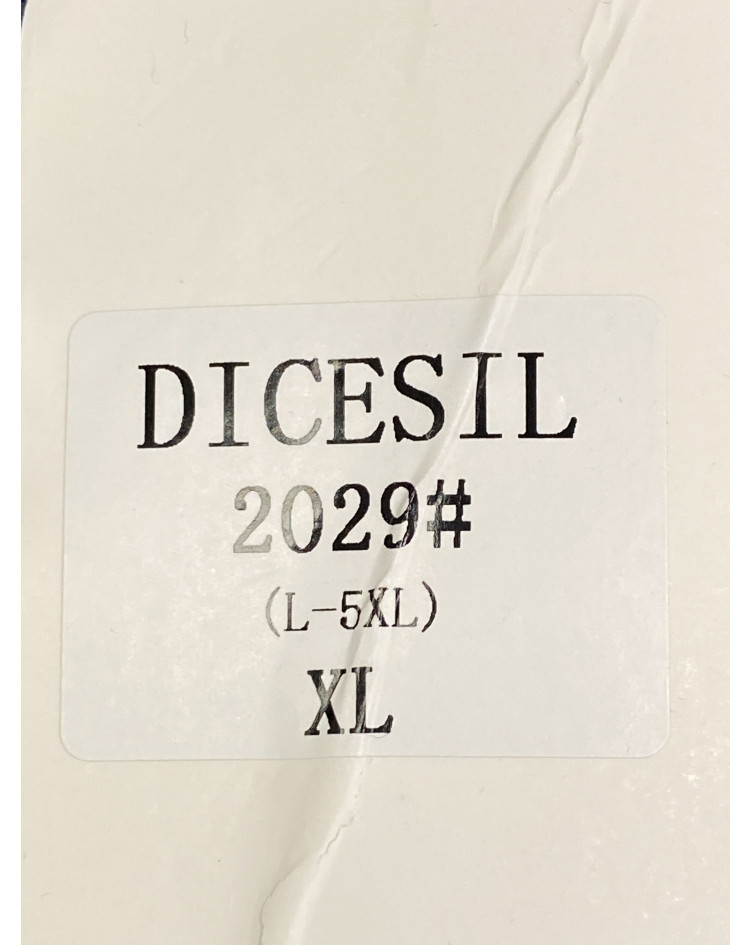 DICESIL
2029#
(L-5XL)
XL